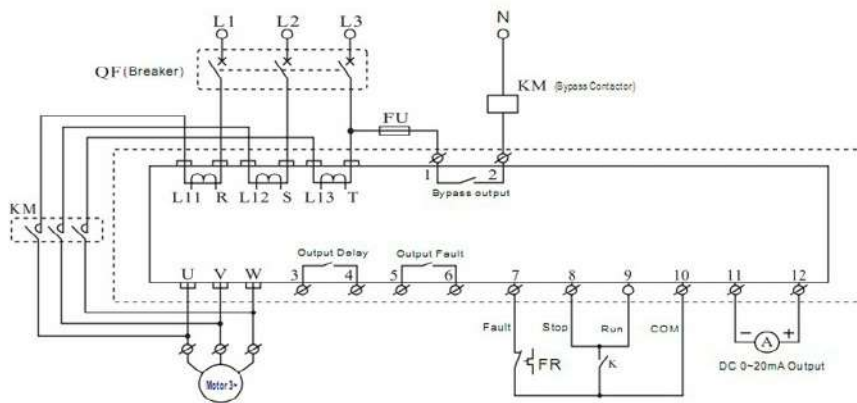 L1 L2 L3 N
QF(Breaker)
KM (Bypass Contactor)
FU
1 2
Bypass output
L11 R L12 S L13 T
KM
Output Delay Output Fault
U V W 3 4 5 6 7 8 9 10 11 12
Fault Stop Run COM
FR K
− A +
DC 0~20mA Output
Motor 3~